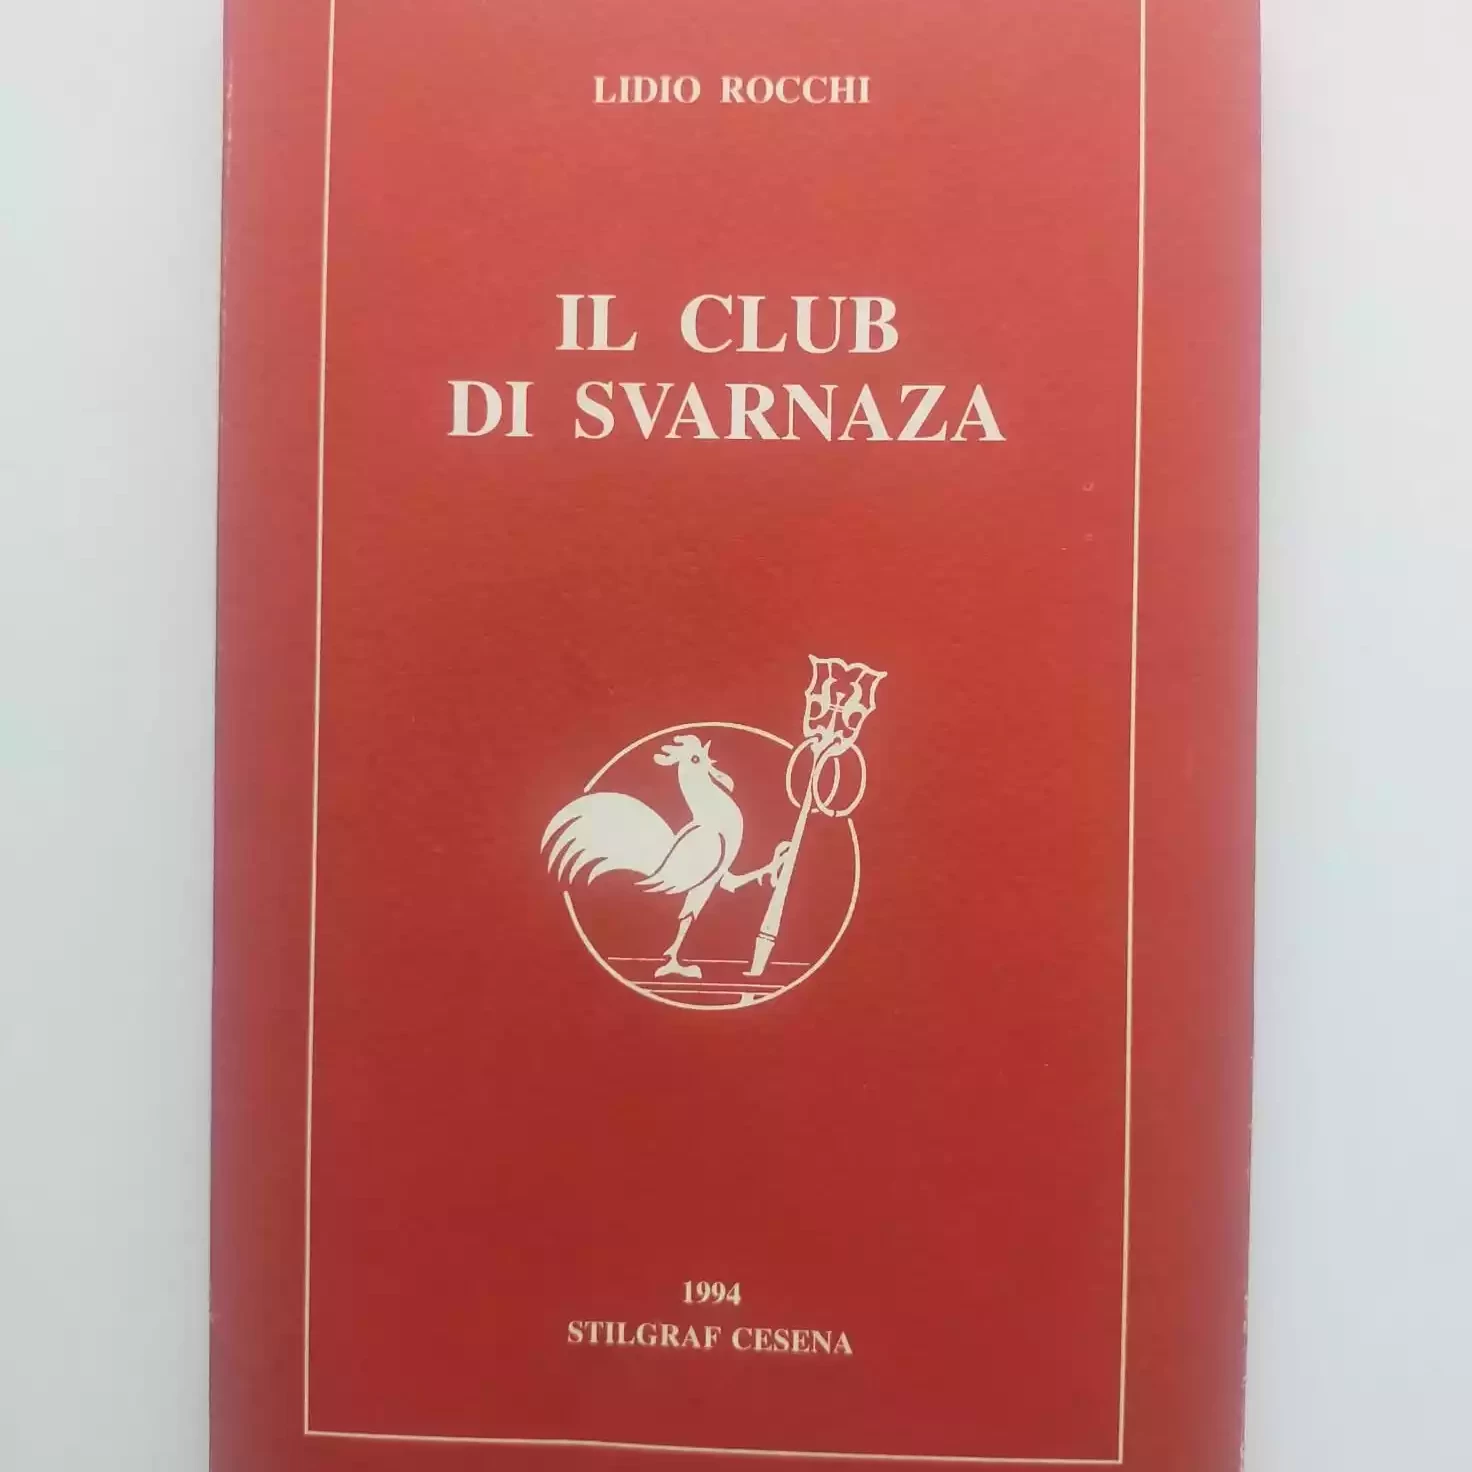 LIDIO ROCCHI
IL CLUB
DI SVARNAZA
1994
STILGRAF CESENA